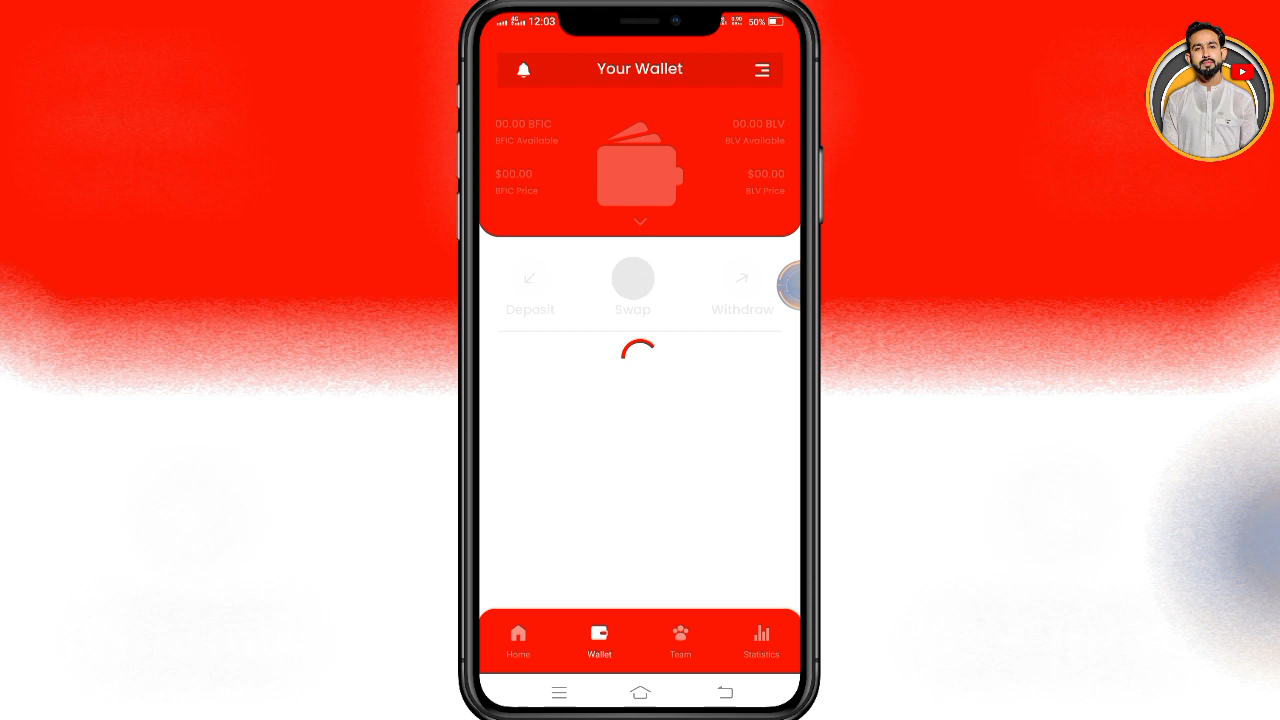 12:03
50%
Your Wallet
00.00 BFIC
00.00 BLV
BFIC Available
BLV Available
$00.00
$00.00
BFIC Price
BLV Price
Deposit
Swap
Withdraw
Home
Wallet
Team
Statistics